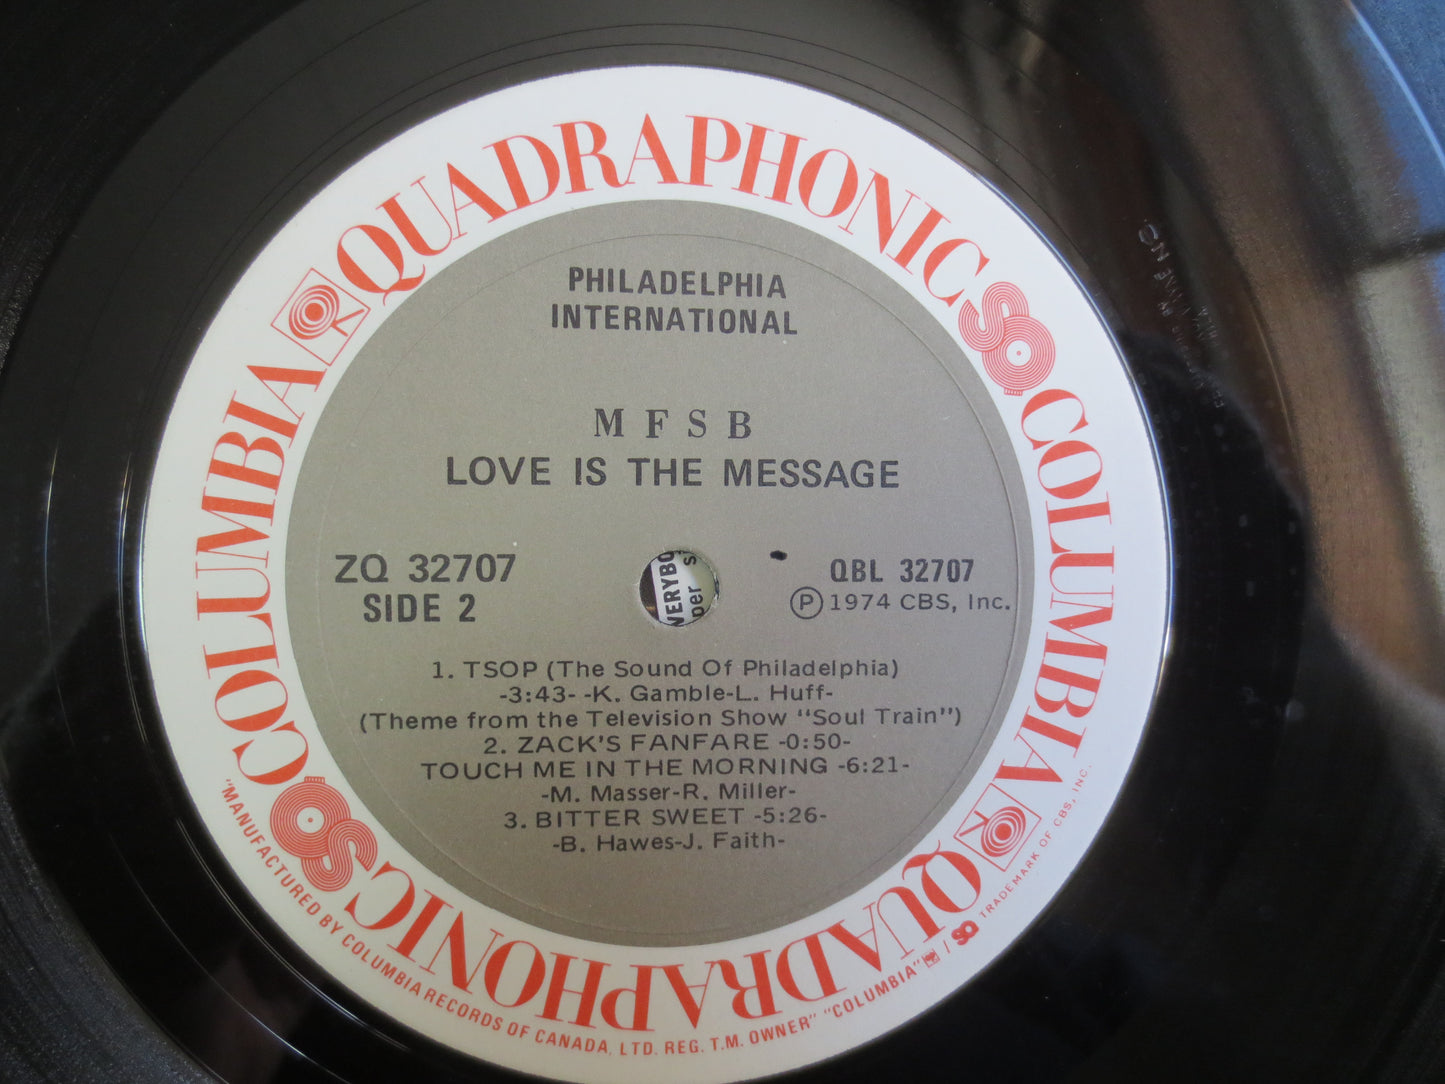 COLUMBIA QUADRAPHONIC SQ COLUMBIA QUADRAPHONIC SQ
PHILADELPHIA
INTERNATIONAL
M F S B
LOVE IS THE MESSAGE
ZQ 32707
SIDE 2
QBL 32707
Ⓟ 1974 CBS, Inc.
1. TSOP (The Sound Of Philadelphia)
-3:43- -K. Gamble-L. Huff-
(Theme from the Television Show "Soul Train")
2. ZACK'S FANFARE -0:50-
TOUCH ME IN THE MORNING -6:21-
-M. Masser-R. Miller-
3. BITTER SWEET -5:26-
-B. Hawes-J. Faith-
"MANUFACTURED BY COLUMBIA RECORDS OF CANADA, LTD. REG. T.M. OWNER" "COLUMBIA" / SQ TRADEMARK OF CBS, INC.